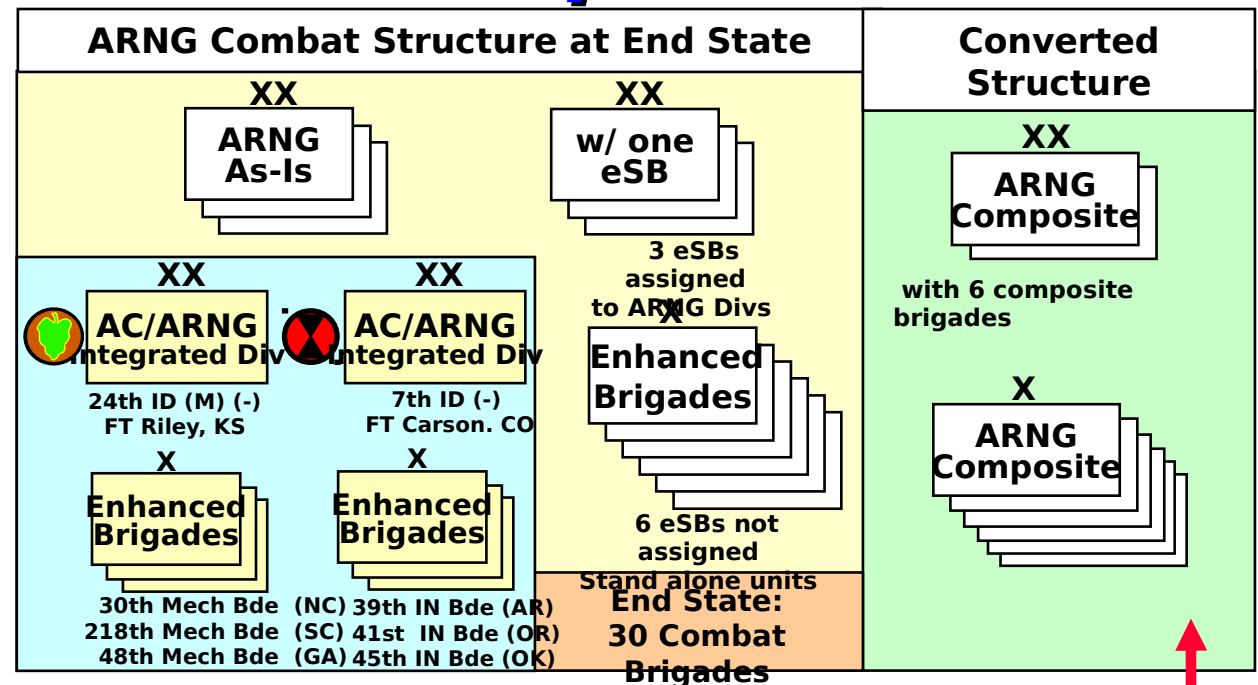 ARNG Combat Structure at End State
Converted
Structure
XX
ARNG
As-Is
XX
w/ one
eSB
3 eSBs
assigned
to ARNG Divs
XX
AC/ARNG
Integrated Div
24th ID (M) (-)
FT Riley, KS
XX
AC/ARNG
Integrated Div
7th ID (-)
FT Carson. CO
X
Enhanced
Brigades
30th Mech Bde (NC)
218th Mech Bde (SC)
48th Mech Bde (GA)
X
Enhanced
Brigades
39th IN Bde (AR)
41st IN Bde (OR)
45th IN Bde (OK)
X
Enhanced
Brigades
6 eSBs not
assigned
Stand alone units
End State:
30 Combat
Brigades
XX
ARNG
Composite
with 6 composite
brigades
X
ARNG
Composite